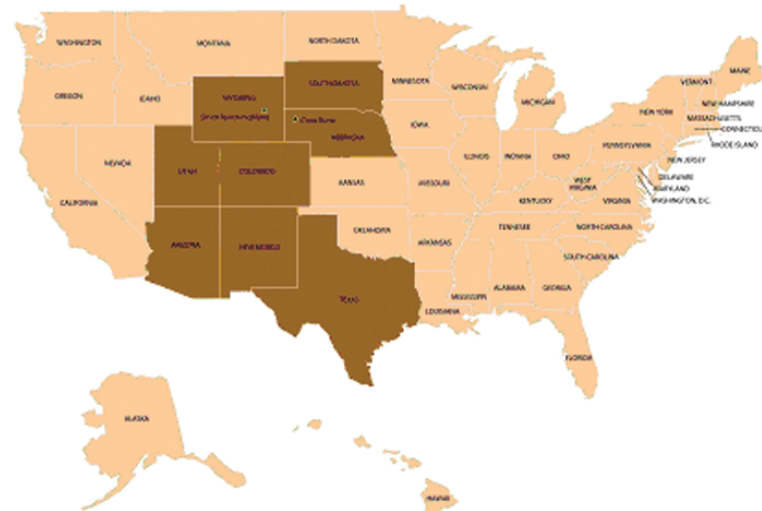 WASHINGTON
MONTANA
NORTH DAKOTA
MINNESOTA
OREGON
IDAHO
WYOMING
SOUTH DAKOTA
WISCONSIN
MICHIGAN
NEW YORK
VERMONT
MAINE
NEW HAMPSHIRE
MASSACHUSETTS
CONNECTICU
RHODE ISLAND
NEBRASKA
IOWA
PENNSYLVANIA
NEW JERSEY
NEVADA
UTAH
COLORADO
KANSAS
MISSOURI
ILLINOIS
INDIANA
OHIO
WEST
VIRGINIA
VIRGINIA
DELAWARE
MARYLAND
WASHINGTON, D.C.
CALIFORNIA
KENTUCKY
ARIZONA
NEW MEXICO
OKLAHOMA
ARKANSAS
TENNESEE
NORTH CAROLINA
SOUTH CAROLINA
TEXAS
LOUISIANA
MISSISSIPPI
ALABAMA
GEORGIA
FLORIDA
ALASKA
HAWAII